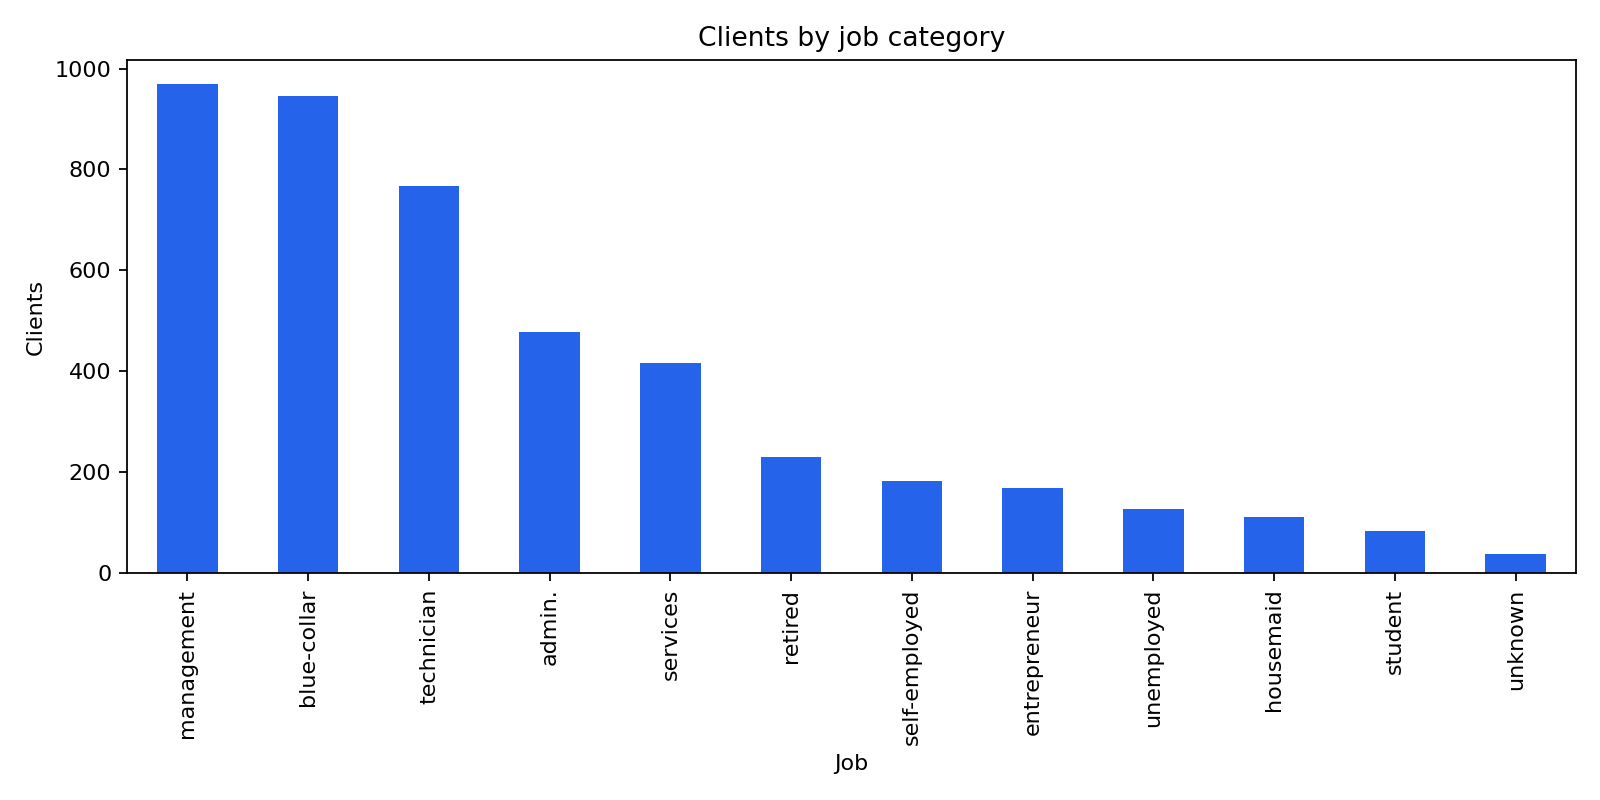 Clients by job category
1000
800
600
400
200
0
Clients
management
blue-collar
technician
admin.
services
retired
self-employed
entrepreneur
unemployed
housemaid
student
unknown
Job